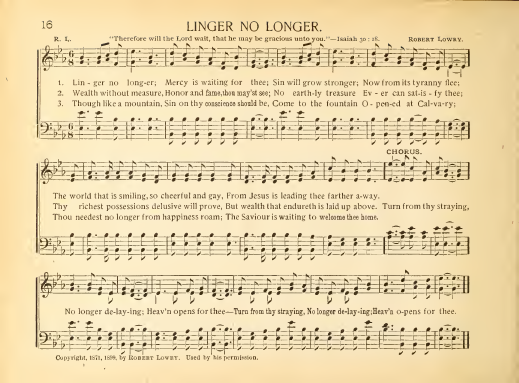 16
LINGER NO LONGER.
R. L. "Therefore will the Lord wait, that he may be gracious unto you."—Isaiah 30: 18. ROBERT LOWRY.
1. Lin - ger no long-er; Mercy is waiting for thee; Sin will grow stronger; Now from its tyranny flee:
2. Wealth without measure, Honor and fame, thou may'st see; No earth-ly treasure Ev - er can sat-is - fy thee;
3. Though like a mountain, Sin on thy conscience should be, Come to the fountain O - pen-ed at Cal-va-ry;
CHORUS.
The world that is smiling, so cheerful and gay, From Jesus is leading thee farther a-way.
Thy richest possessions delusive will prove, But wealth that endureth is laid up above. Turn from thy straying,
Thou needest no longer from happiness roam; The Saviour is waiting to welcome thee home.
No longer de-lay-ing; Heav'n opens for thee—Turn from thy straying, No longer de-lay-ing; Heav'n o-pens for thee.
Copyright, 1871, 1899, by ROBERT LOWRY. Used by his permission.